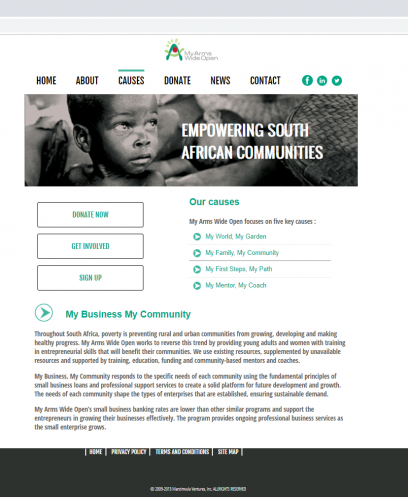 My Arms
Wide Open
HOME ABOUT CAUSES DONATE NEWS CONTACT
EMPOWERING SOUTH
AFRICAN COMMUNITIES
DONATE NOW
GET INVOLVED
SIGN UP
Our causes
My Arms Wide Open focuses on five key causes :
My World, My Garden
My Family, My Community
My First Steps, My Path
My Mentor, My Coach
My Business My Community
Throughout South Africa, poverty is preventing rural and urban communities from growing, developing and making
healthy progress. My Arms Wide Open works to reverse this trend by providing young adults and women with training
in entrepreneurial skills that will benefit their communities. We use existing resources, supplemented by unavailable
resources and supported by training, education, funding and community-based mentors and coaches.
My Business, My Community responds to the specific needs of each community using the fundamental principles of
small business loans and professional support services to create a solid platform for future development and growth.
The needs of each community shape the types of enterprises that are established, ensuring sustainable demand.
My Arms Wide Open's small business banking rates are lower than other similar programs and support the
entrepreneurs in growing their businesses effectively. The program provides ongoing professional business services as
the small enterprise grows.
| HOME | PRIVACY POLICY | TERMS AND CONDITIONS | SITE MAP |
© 2009-2015 Manzimvula Ventures, Inc. ALLRIGHTS RESERVED